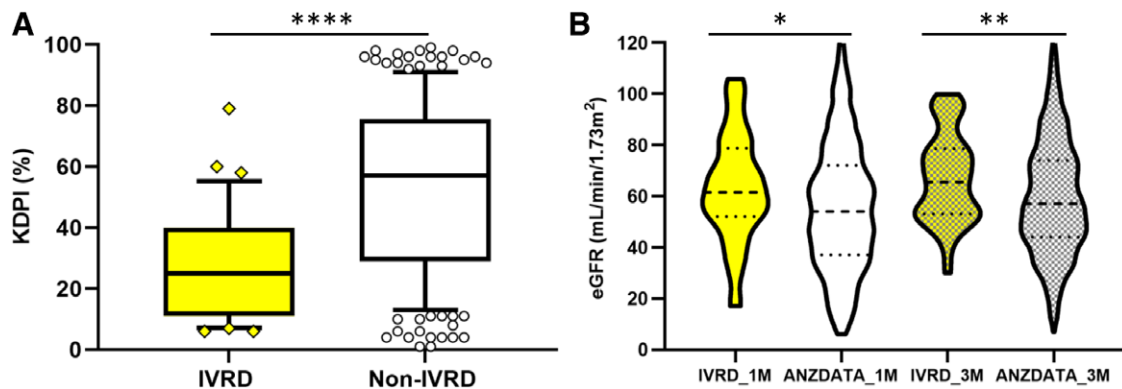 A
****
KDPI (%)
100
80
60
40
20
0
IVRD
Non-IVRD
B
*
**
eGFR (mL/min/1.73m²)
120
100
80
60
40
20
0
IVRD_1M
ANZDATA_1M
IVRD_3M
ANZDATA_3M